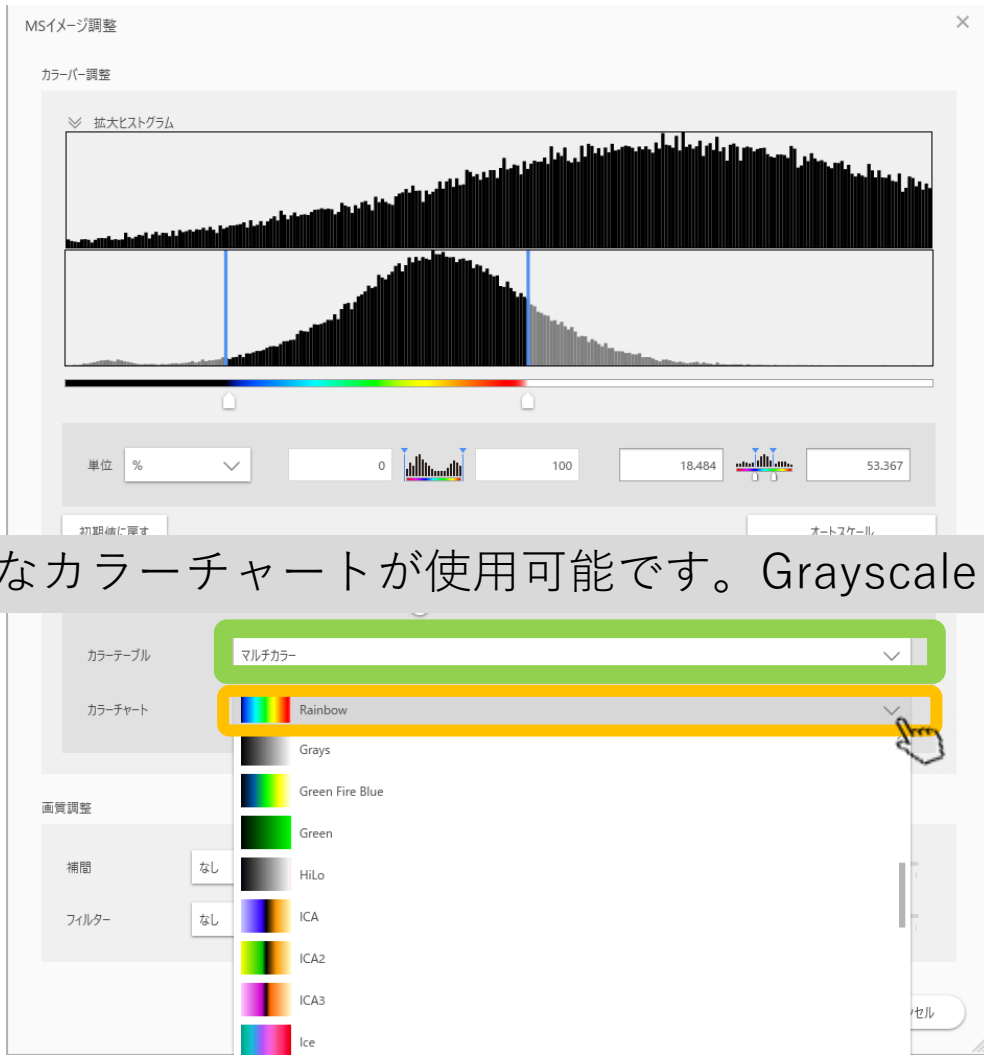 MSイメージ調整
カラーバー調整
拡大ヒストグラム
単位 % 0 100 18.484 53.367
初期値に戻す オートスケール
なカラーチャートが使用可能です。Grayscale
カラーテーブル マルチカラー
カラーチャート Rainbow
Grays
Green Fire Blue
画質調整
Green
補間 なし HiLo
フィルター なし ICA
ICA2
ICA3
ンセル
Ice